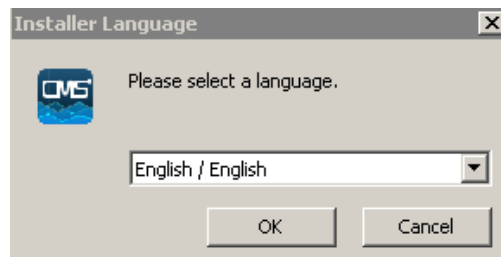 Installer Language
CMS
Please select a language.
English / English
OK
Cancel